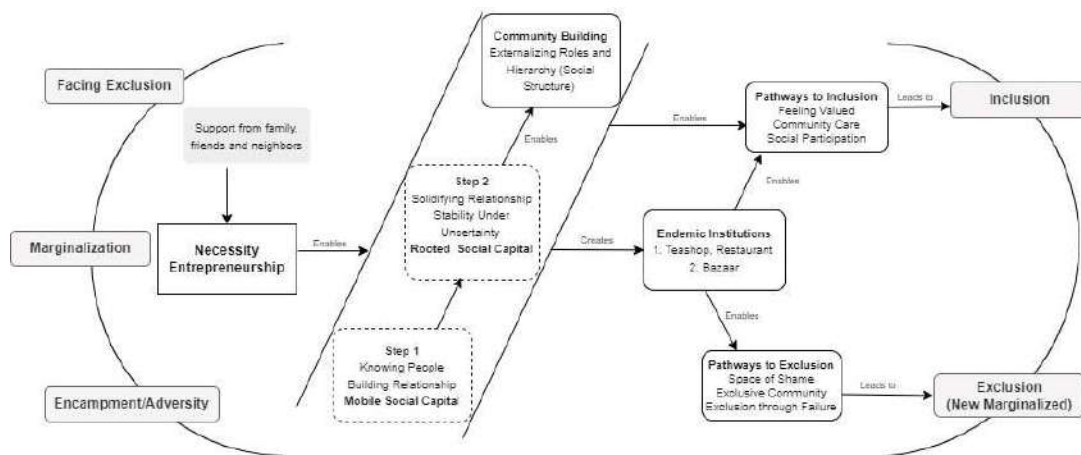 Facing Exclusion
Support from family,
friends and neighbors
Marginalization
Necessity
Entrepreneurship
Encampment/Adversity
Enables
Community Building
Externalizing Roles and
Hierarchy (Social
Structure)
Enables
Step 2
Solidifying Relationship
Stability Under
Uncertainty
Rooted Social Capital
Step 1
Knowing People
Building Relationship
Mobile Social Capital
Enables
Creates
Pathways to Inclusion
Feeling Valued
Community Care
Social Participation
Enables
Endemic Institutions
1. Teashop, Restaurant
2. Bazaar
Enables
Pathways to Exclusion
Space of Shame
Exclusive Community
Exclusion through Failure
Leads to
Inclusion
Leads to
Exclusion
(New Marginalized)